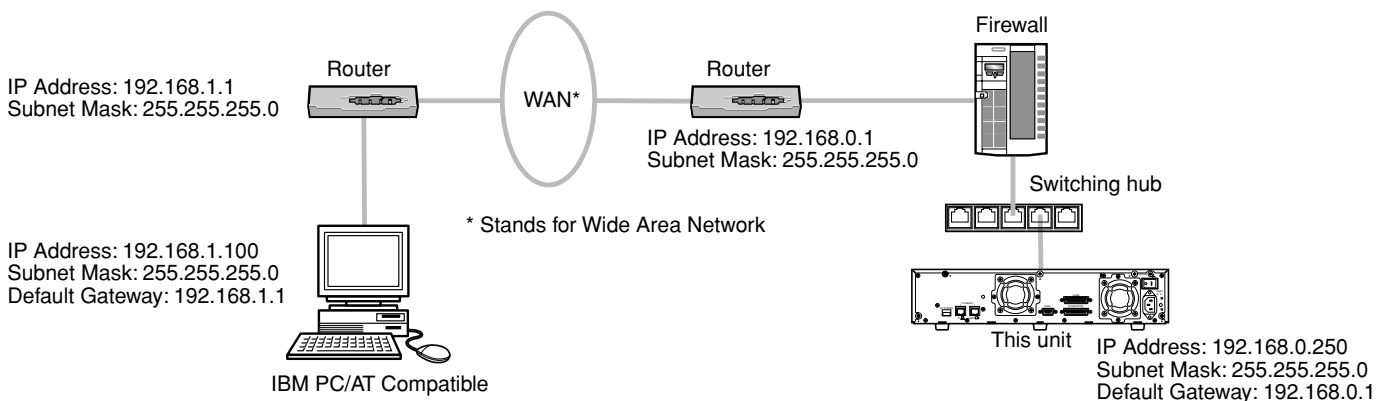 Firewall
Router
Router
IP Address: 192.168.1.1
Subnet Mask: 255.255.255.0
WAN*
IP Address: 192.168.0.1
Subnet Mask: 255.255.255.0
Switching hub
* Stands for Wide Area Network
IP Address: 192.168.1.100
Subnet Mask: 255.255.255.0
Default Gateway: 192.168.1.1
This unit
IP Address: 192.168.0.250
Subnet Mask: 255.255.255.0
Default Gateway: 192.168.0.1
IBM PC/AT Compatible